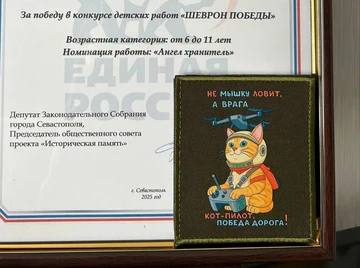 За победу в конкурсе детских работ «ШЕВРОН ПОБЕДЫ»
Возрастная категория: от 6 до 11 лет
Номинация работы: «Ангел хранитель»
ЕДИНАЯ
РОСС
Депутат Законодательного Собрания
города Севастополя,
Председатель общественного совета
проекта «Историческая память»
г. Севастополь
2025 год
НЕ МЫШКУ ЛОВИТ,
А ВРАГА
КОТ-ПИЛОТ,
ПОБЕДА ДОРОГА!